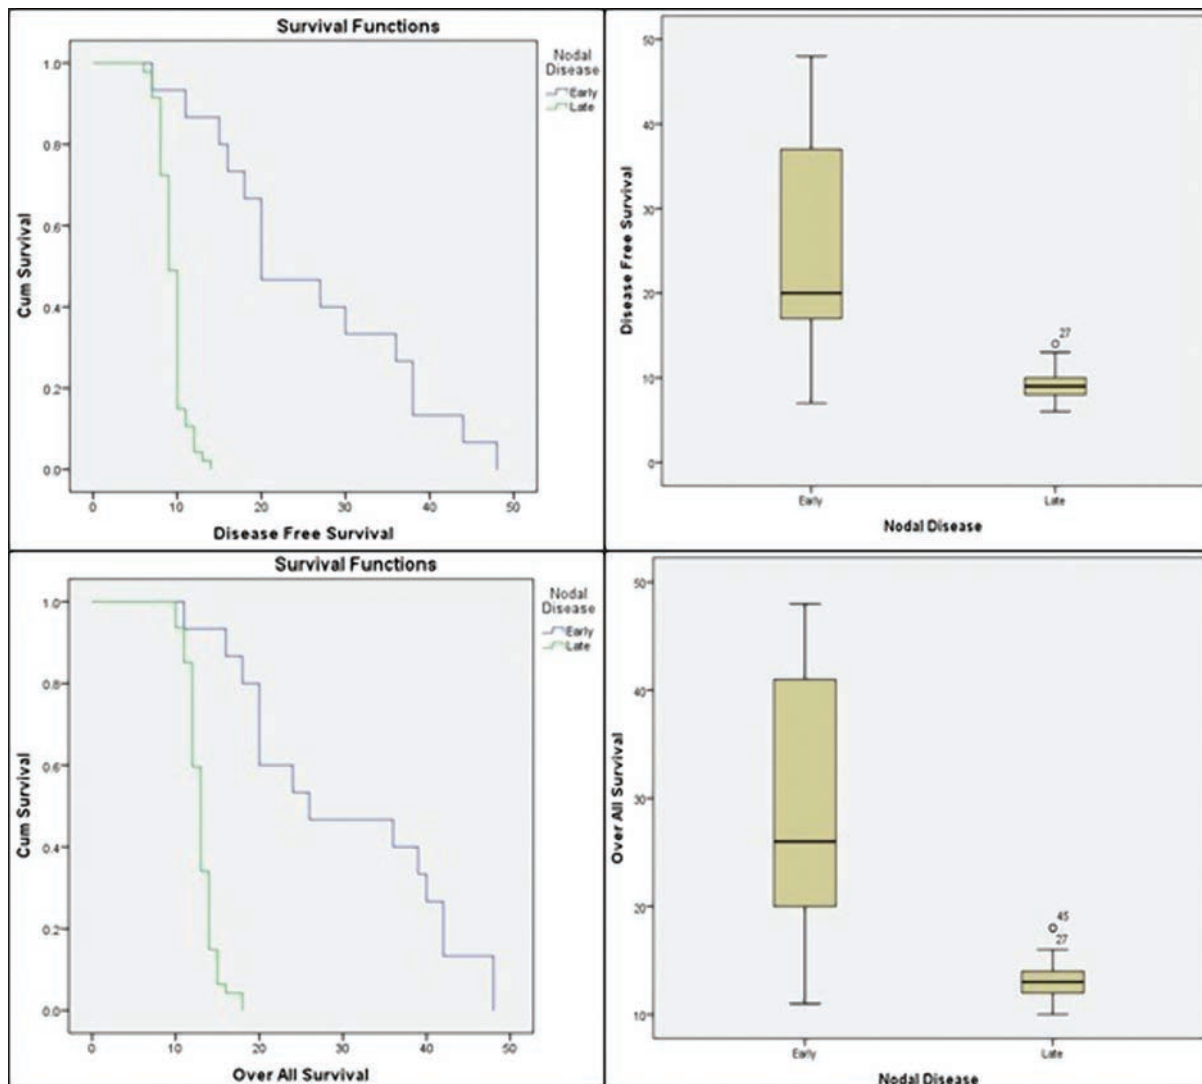 Survival Functions
Nodal
Disease
Early
Late
1.0
0.8
0.6
0.4
0.2
0.0
Cum Survival
0 10 20 30 40 50
Disease Free Survival
50
40
30
20
10
0
Disease Free Survival
27
Early Late
Nodal Disease
Survival Functions
Nodal
Disease
Early
Late
1.0
0.8
0.6
0.4
0.2
0.0
Cum Survival
0 10 20 30 40 50
Over All Survival
50
40
30
20
10
Over All Survival
45
27
Early Late
Nodal Disease